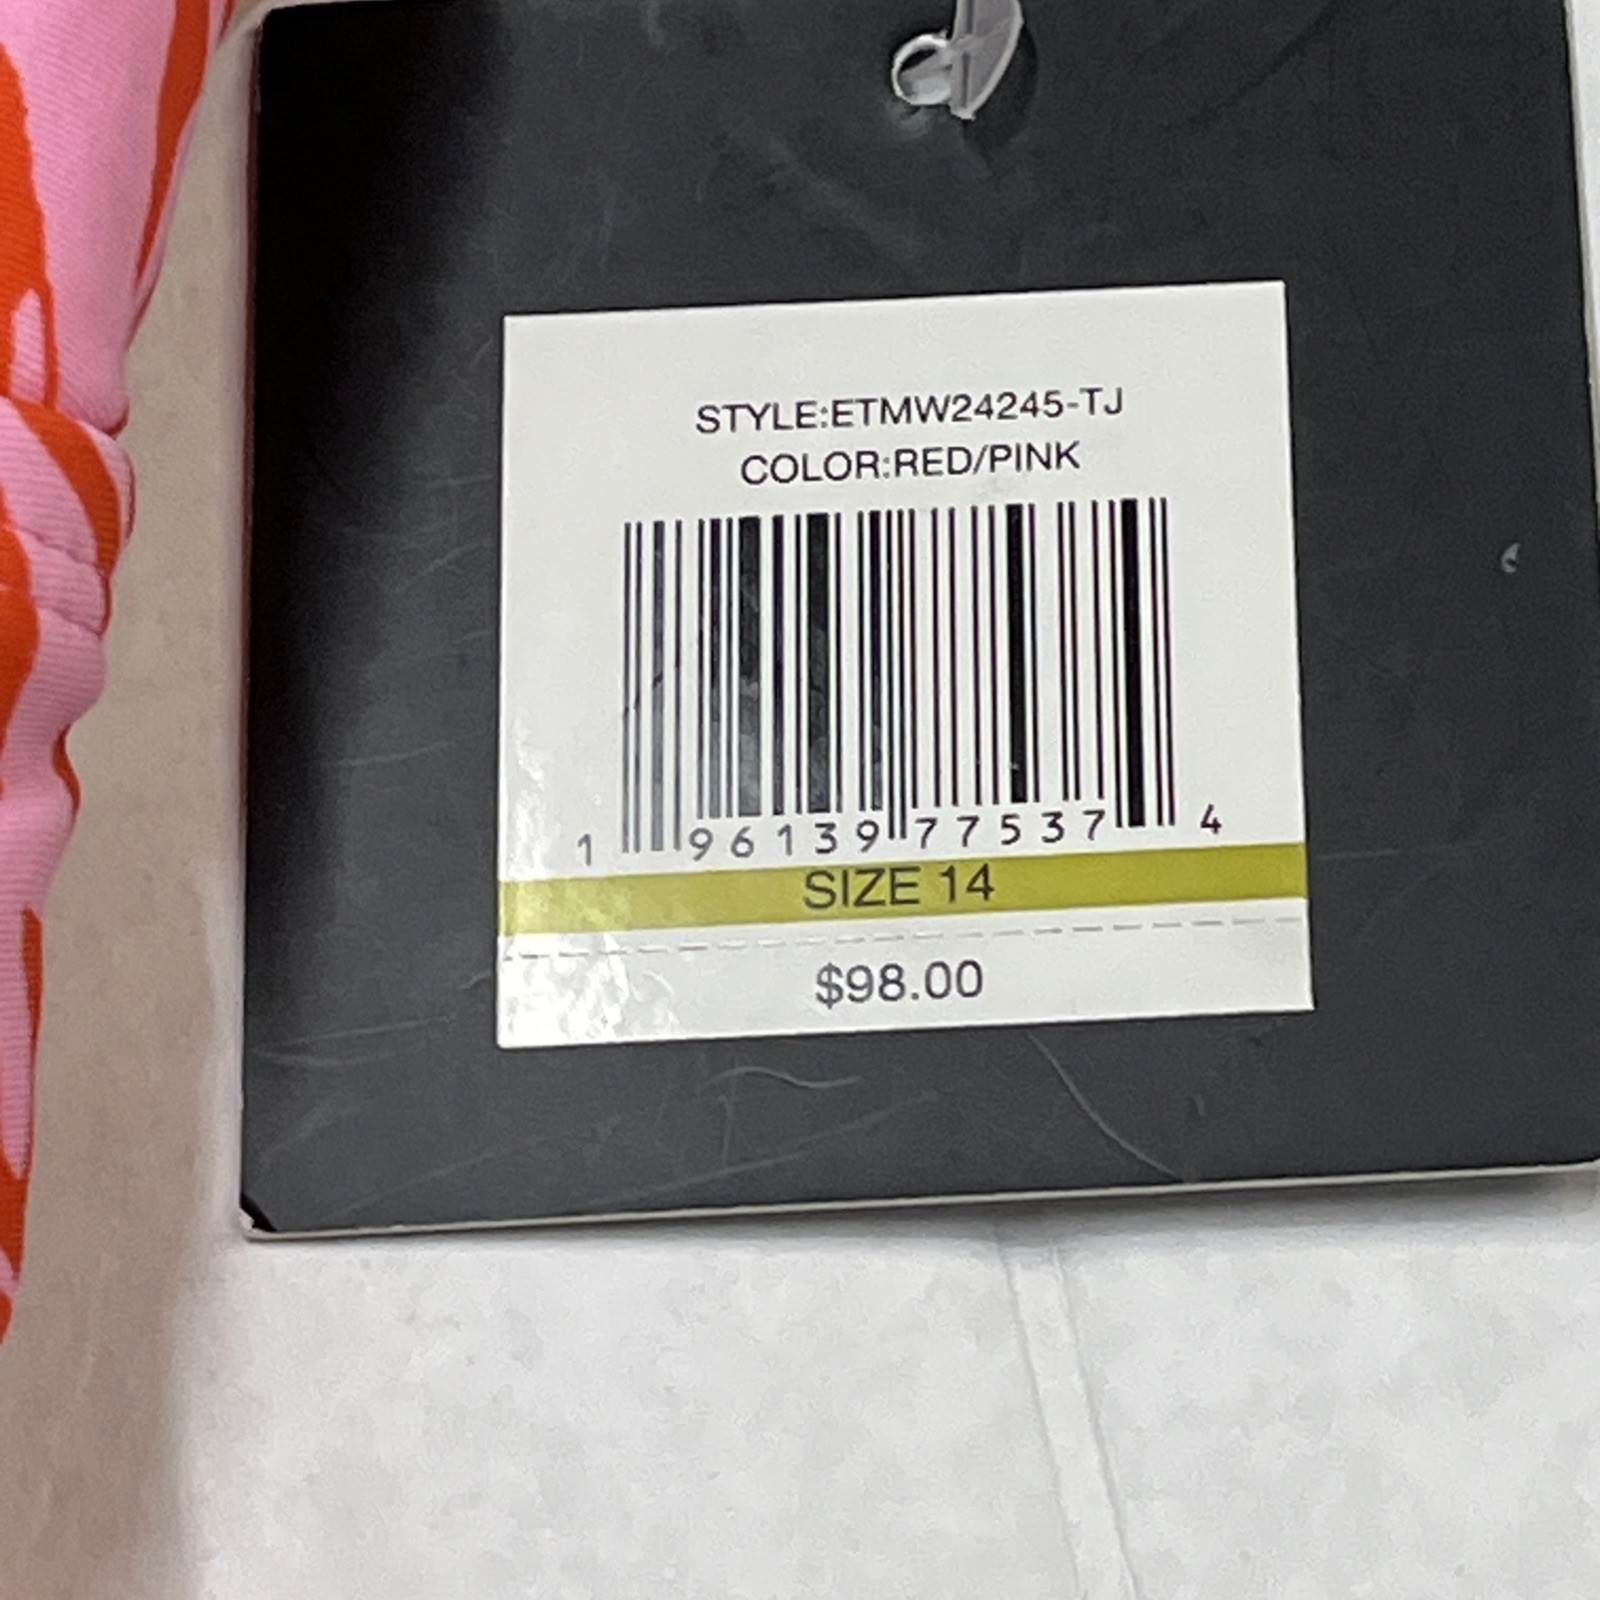 STYLE:ETMW24245-TJ
COLOR:RED/PINK
1 96139 77537 4
SIZE 14
$98.00